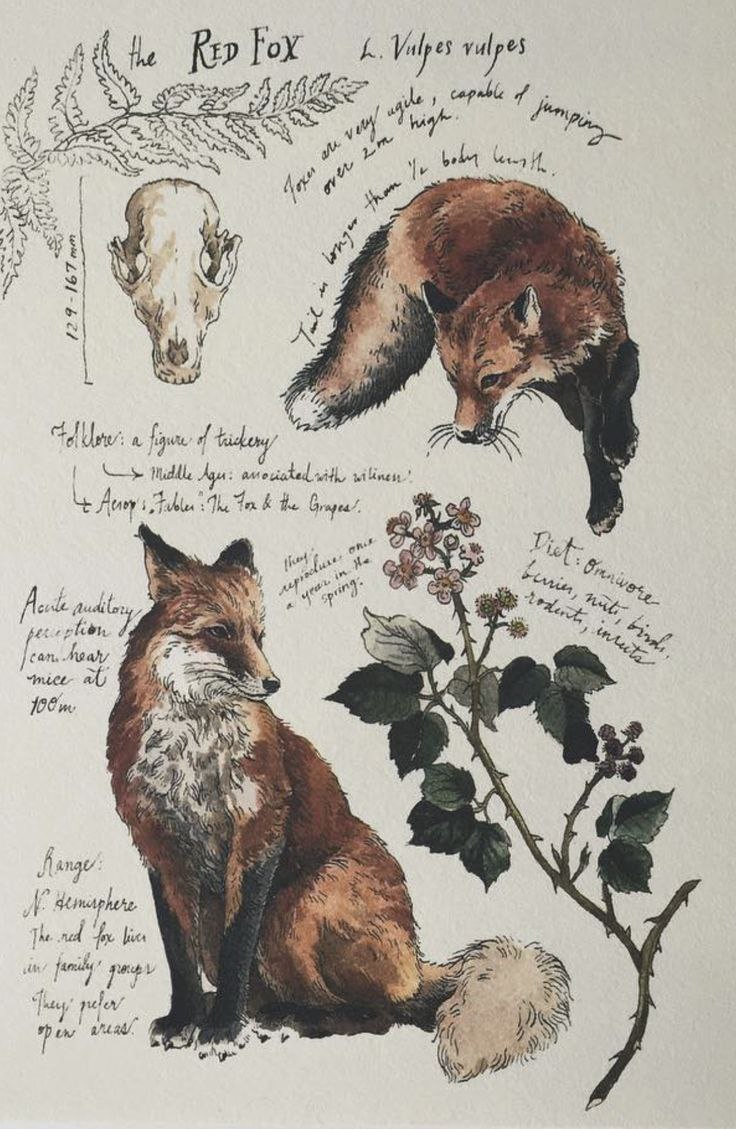 the RED FOX L. Vulpes vulpes
Foxes are very agile, capable of jumping
over 2m high.
Tail is longer than 1/2 body length.
129-167 mm
Folklore: a figure of trickery
Middle Ages: associated with wiliness.
Aesop's "Fables": The Fox & the Grapes.
they
reproduce once
a year in the
spring.
Diet: Omnivore
berries, nuts, birds,
rodents, insects
Acute auditory
perception
can hear
mice at
100m
Range:
N. Hemisphere
The red fox lives
in family groups
They prefer
open areas.